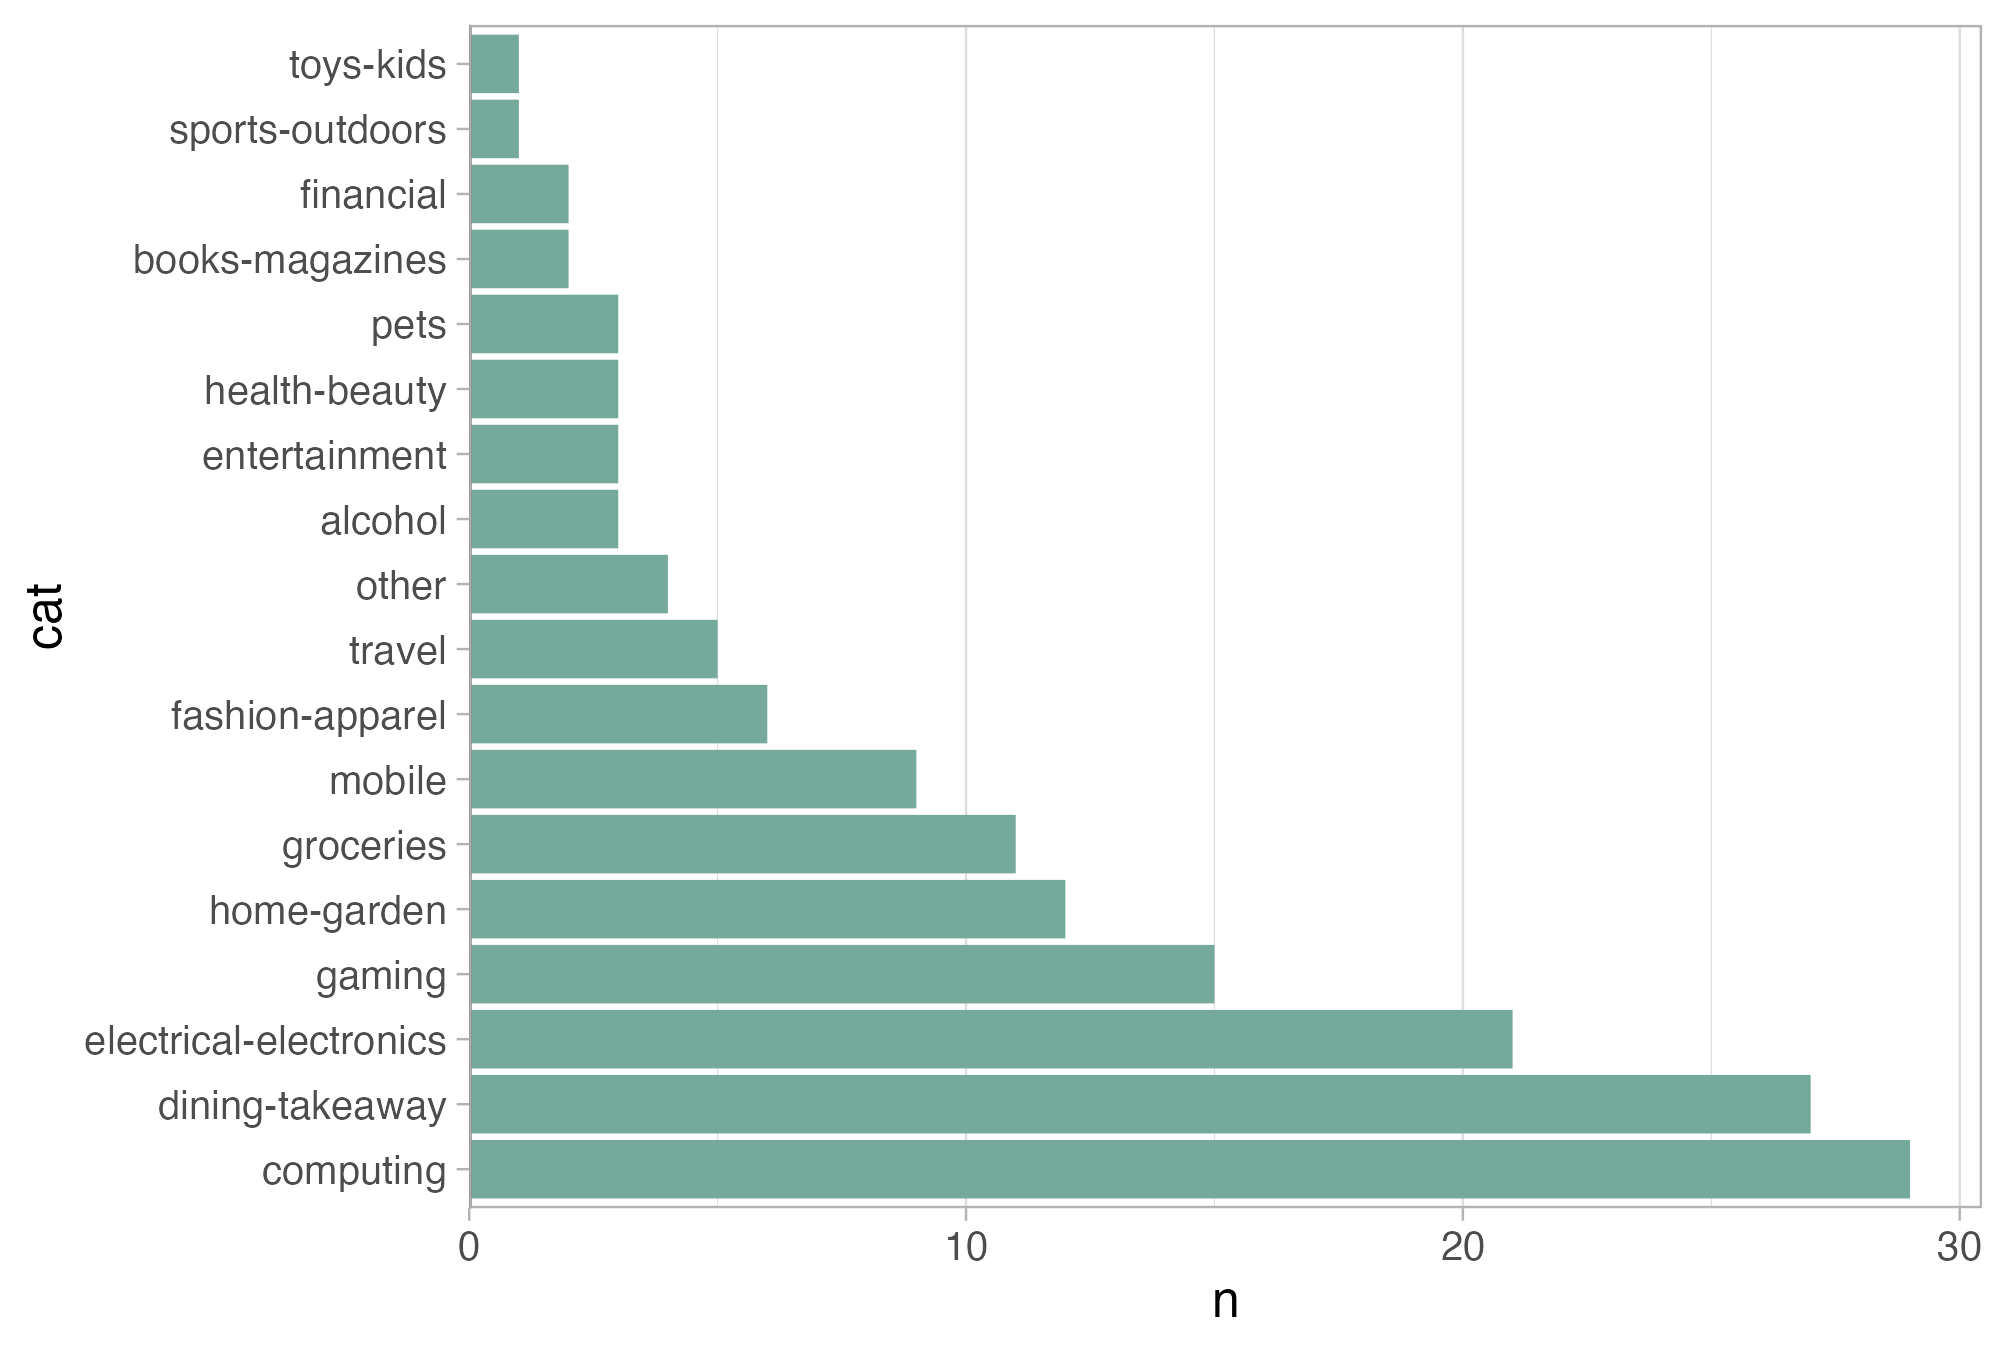 toys-kids
sports-outdoors
financial
books-magazines
pets
health-beauty
entertainment
alcohol
other
travel
fashion-apparel
mobile
groceries
home-garden
gaming
electrical-electronics
dining-takeaway
computing
cat
0 10 20 30
n